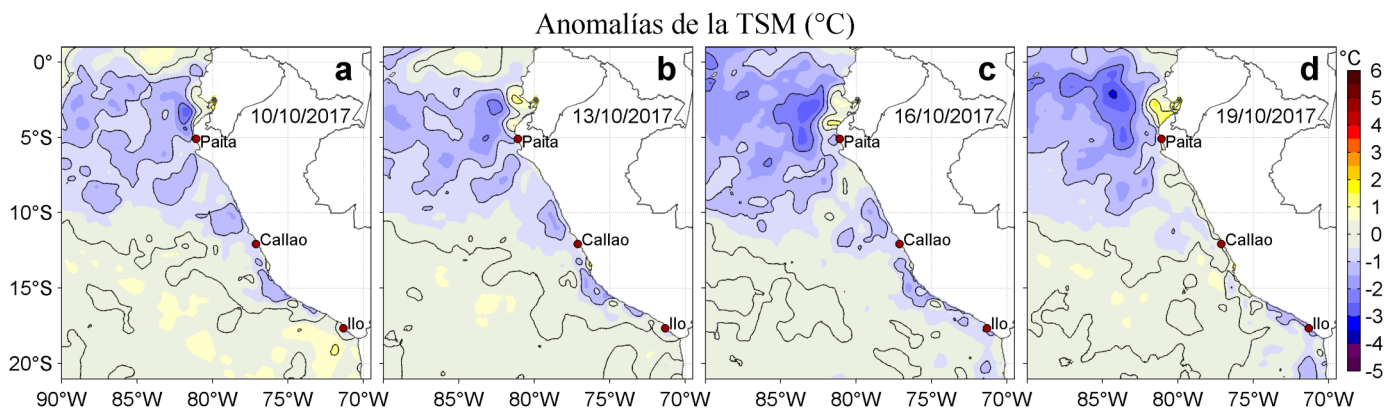 Anomalías de la TSM (°C)
a
10/10/2017
Paita
Callao
Ilo
b
13/10/2017
Paita
Callao
Ilo
c
16/10/2017
Paita
Callao
Ilo
d
19/10/2017
Paita
Callao
Ilo
0°
5°S
10°S
15°S
20°S
90°W 85°W 80°W 75°W 70°W
85°W 80°W 75°W 70°W
85°W 80°W 75°W 70°W
85°W 80°W 75°W 70°W
°C
6
5
4
3
2
1
0
-1
-2
-3
-4
-5